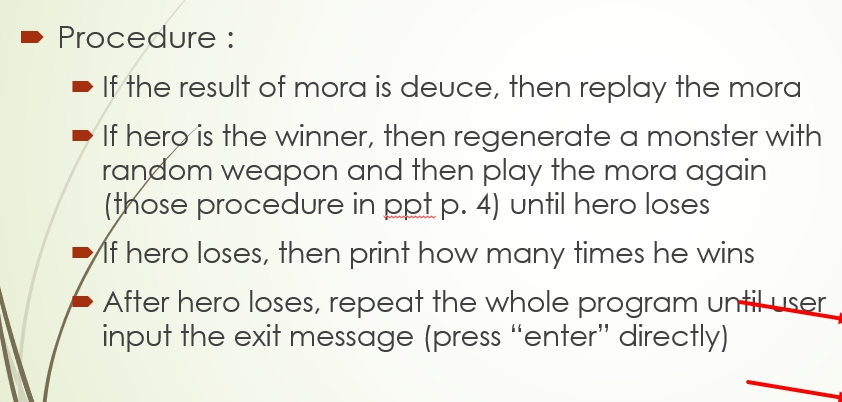 Procedure :
If the result of mora is deuce, then replay the mora
If hero is the winner, then regenerate a monster with
random weapon and then play the mora again
(those procedure in ppt p. 4) until hero loses
If hero loses, then print how many times he wins
After hero loses, repeat the whole program until user
input the exit message (press “enter” directly)